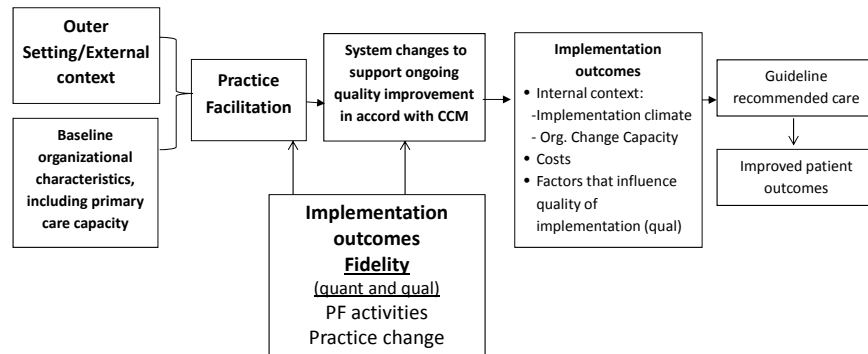 Outer
Setting/External
context
Baseline
organizational
characteristics,
including primary
care capacity
Practice
Facilitation
System changes to
support ongoing
quality improvement
in accord with CCM
Implementation
outcomes
• Internal context:
-Implementation climate
- Org. Change Capacity
• Costs
• Factors that influence
quality of
implementation (qual)
Guideline
recommended care
Improved patient
outcomes
Implementation
outcomes
Fidelity
(quant and qual)
PF activities
Practice change